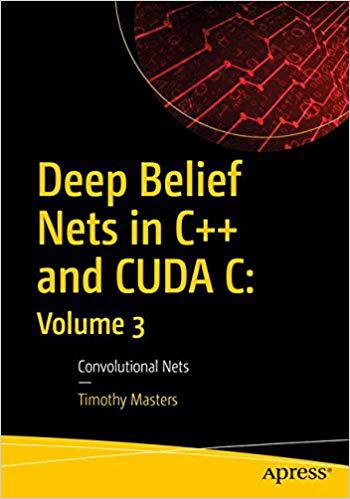 Deep Belief
Nets in C++
and CUDA C:
Volume 3
Convolutional Nets
—
Timothy Masters
Apress®